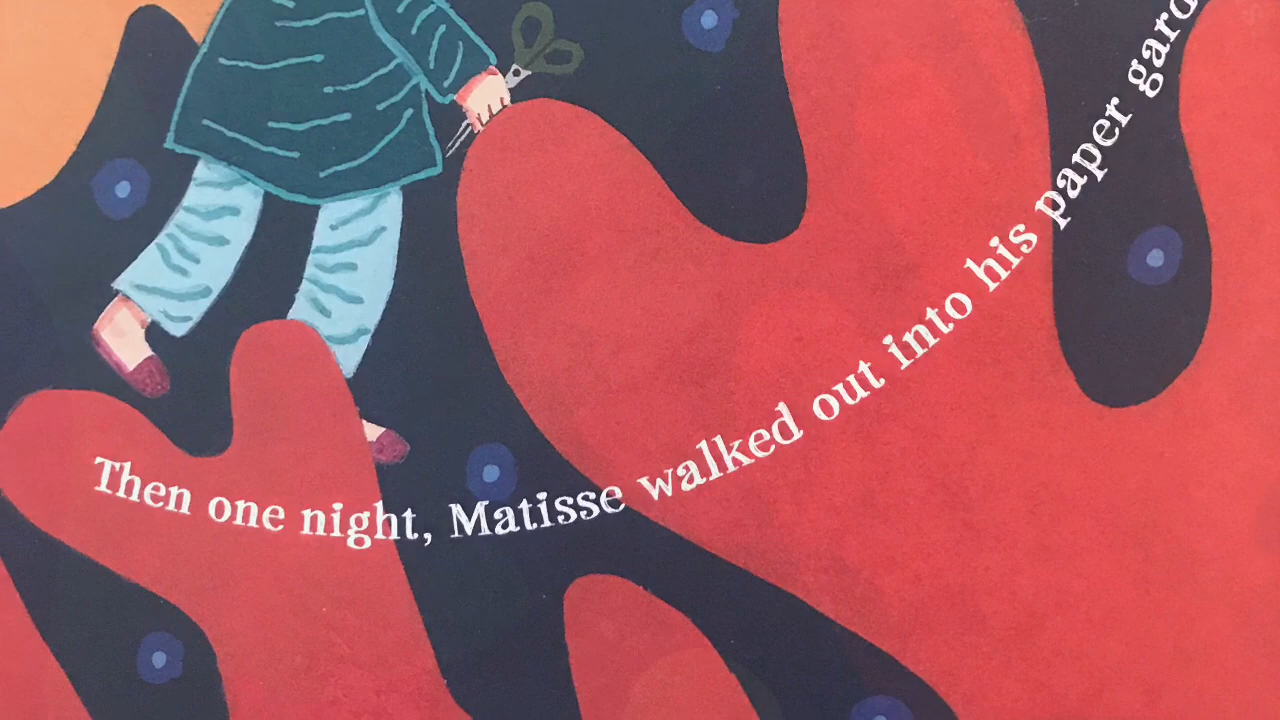 Then one night, Matisse walked out into his paper